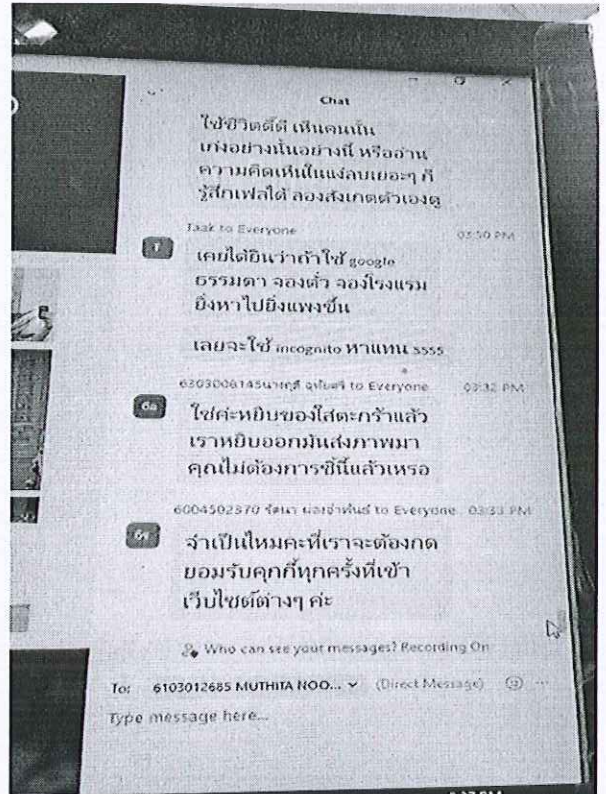 Chat
ใช้ชีวิตดี๊ดี เห็นคนนั้น
เก่งอย่างนั้นอย่างนี้ หรืออ่าน
ความคิดเห็นในแง่ลบเยอะๆ ก็
รู้สึกเฟลได้ ลองสังเกตตัวเองดู
Taak to Everyone
เคยได้ยินว่าถ้าใช้ google
ธรรมดา จองตั๋ว จองโรงแรม
ยิ่งหาไปยิ่งแพงขึ้น
เลยจะใช้ incognito หาแทน 5555
to Everyone 03:32 PM
ใช่ค่ะหยิบของใส่ตะกร้าแล้ว
เราหยิบออกมันส่งภาพมา
คุณไม่ต้องการชิ้นนี้แล้วเหรอ
6004502370 รัตนา to Everyone 03:33 PM
จำเป็นไหมคะที่เราจะต้องกด
ยอมรับคุกกี้ทุกครั้งที่เข้า
เว็บไซต์ต่างๆ ค่ะ
Who can see your messages? Recording On
To: 6103012685 MUTHITA NOO... (Direct Message)
Type message here...